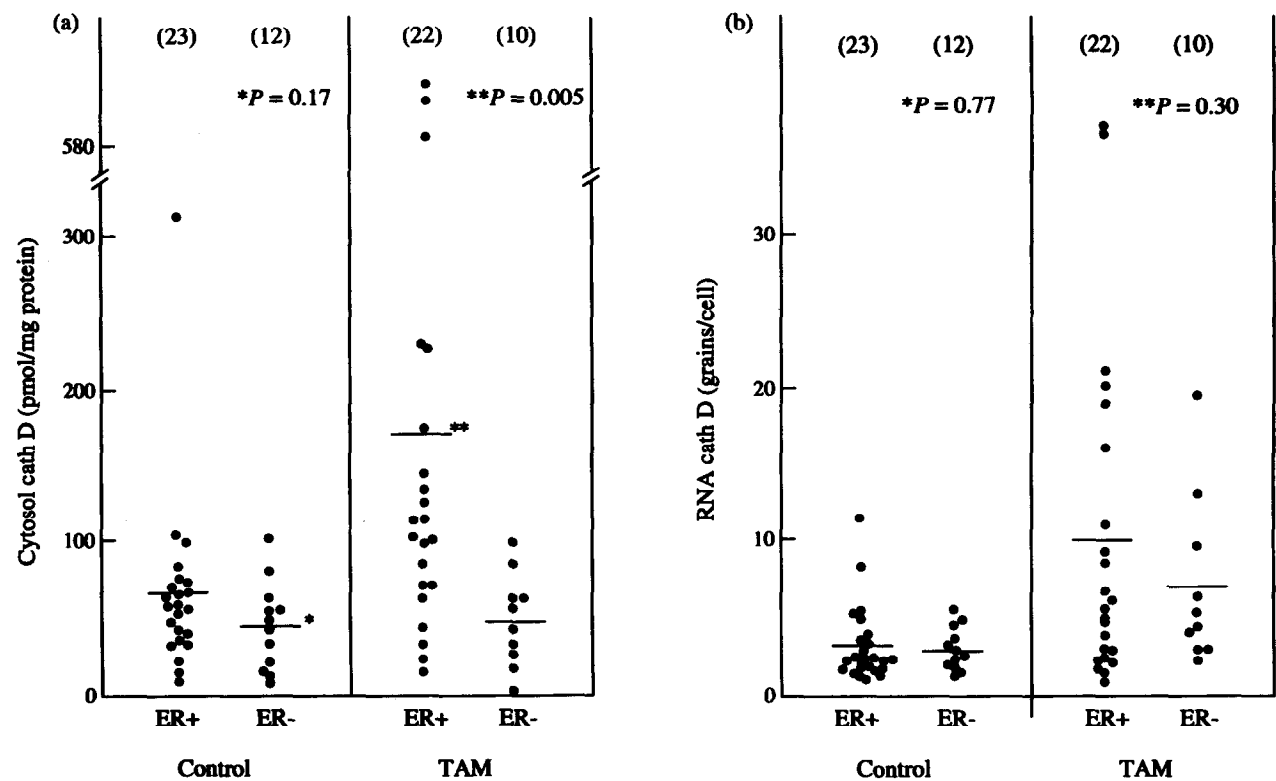 (a)
(23) (12) (22) (10)
*P = 0.17 **P = 0.005
580
300
200
100
0
Cytosol cath D (pmol/mg protein)
**
*
ER+ ER- ER+ ER-
Control TAM
(b)
(23) (12) (22) (10)
*P = 0.77 **P = 0.30
30
20
10
0
RNA cath D (grains/cell)
ER+ ER- ER+ ER-
Control TAM